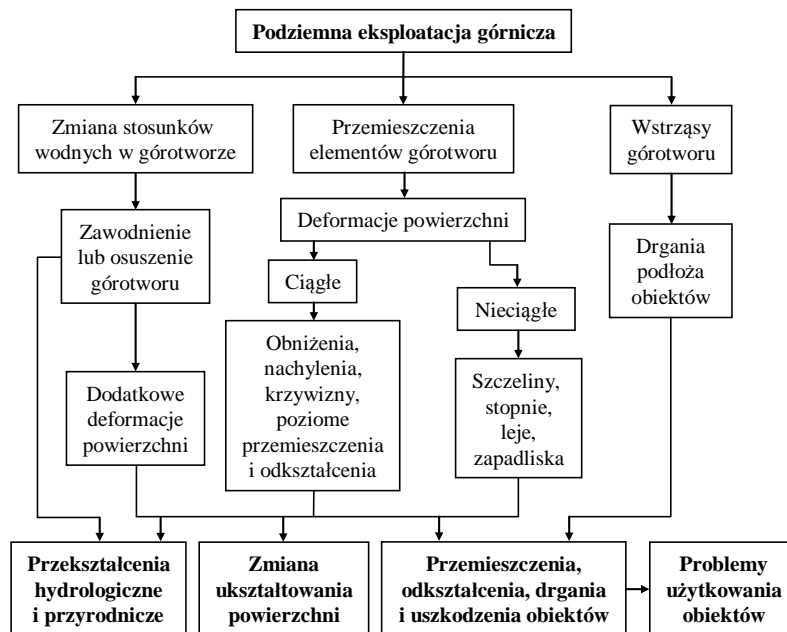 Podziemna eksploatacja górnicza
Zmiana stosunków
wodnych w górotworze
Przemieszczenia
elementów górotworu
Wstrząsy
górotworu
Zawodnienie
lub osuszenie
górotworu
Deformacje powierzchni
Drgania
podłoża
obiektów
Ciągłe
Nieciągłe
Obniżenia,
nachylenia,
krzywizny,
poziome
przemieszczenia
i odkształcenia
Szczeliny,
stopnie,
leje,
zapadliska
Dodatkowe
deformacje
powierzchni
Przekształcenia
hydrologiczne
i przyrodnicze
Zmiana
ukształtowania
powierzchni
Przemieszczenia,
odkształcenia, drgania
i uszkodzenia obiektów
Problemy
użytkowania
obiektów